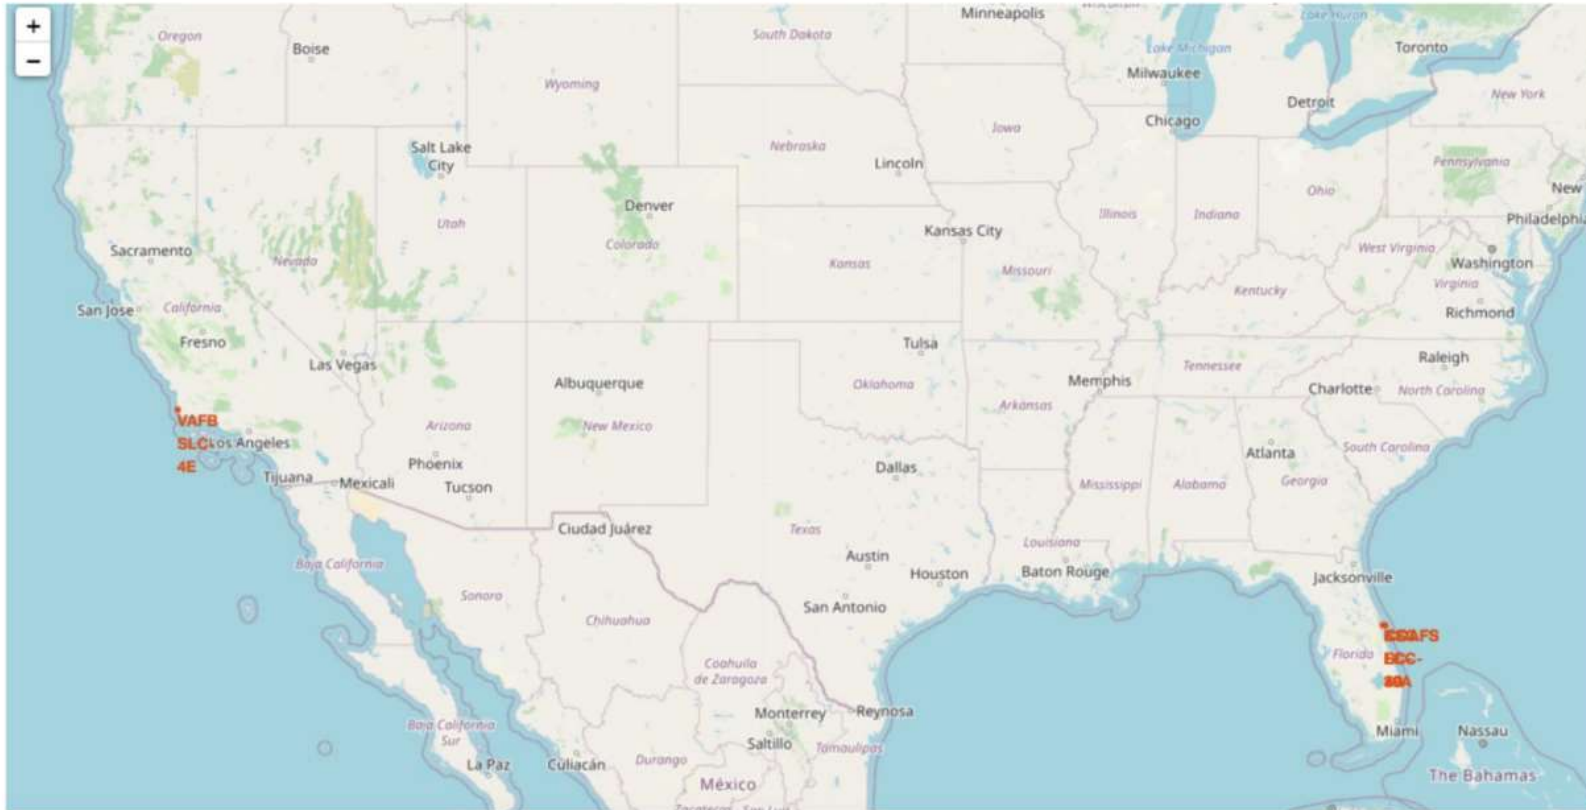 +
−
Oregon
Boise
Wyoming
South Dakota
Minneapolis
Lake Michigan
Lake Huron
Toronto
Milwaukee
Detroit
New York
Chicago
Iowa
Nebraska
Lincoln
Salt Lake
City
Pennsylvania
Ohio
New
Philadelphia
Denver
Utah
Colorado
Illinois
Indiana
Kansas City
Sacramento
Nevada
Kansas
Missouri
West Virginia
Washington
Virginia
Kentucky
San Jose
California
Richmond
Fresno
Las Vegas
Tulsa
Raleigh
Albuquerque
Oklahoma
Memphis
Tennessee
Charlotte
North Carolina
VAFB
SLC-
4E
Los Angeles
Arizona
New Mexico
Arkansas
South Carolina
Phoenix
Dallas
Atlanta
Tijuana
Mexicali
Tucson
Mississippi
Alabama
Georgia
Ciudad Juárez
Texas
Louisiana
Baja California
Austin
Houston
Baton Rouge
Jacksonville
Sonora
San Antonio
Chihuahua
Florida
Coahuila
de Zaragoza
Monterrey
Reynosa
Baja California
Sur
Saltillo
Tamaulipas
Miami
Nassau
La Paz
Culiacán
Durango
México
The Bahamas